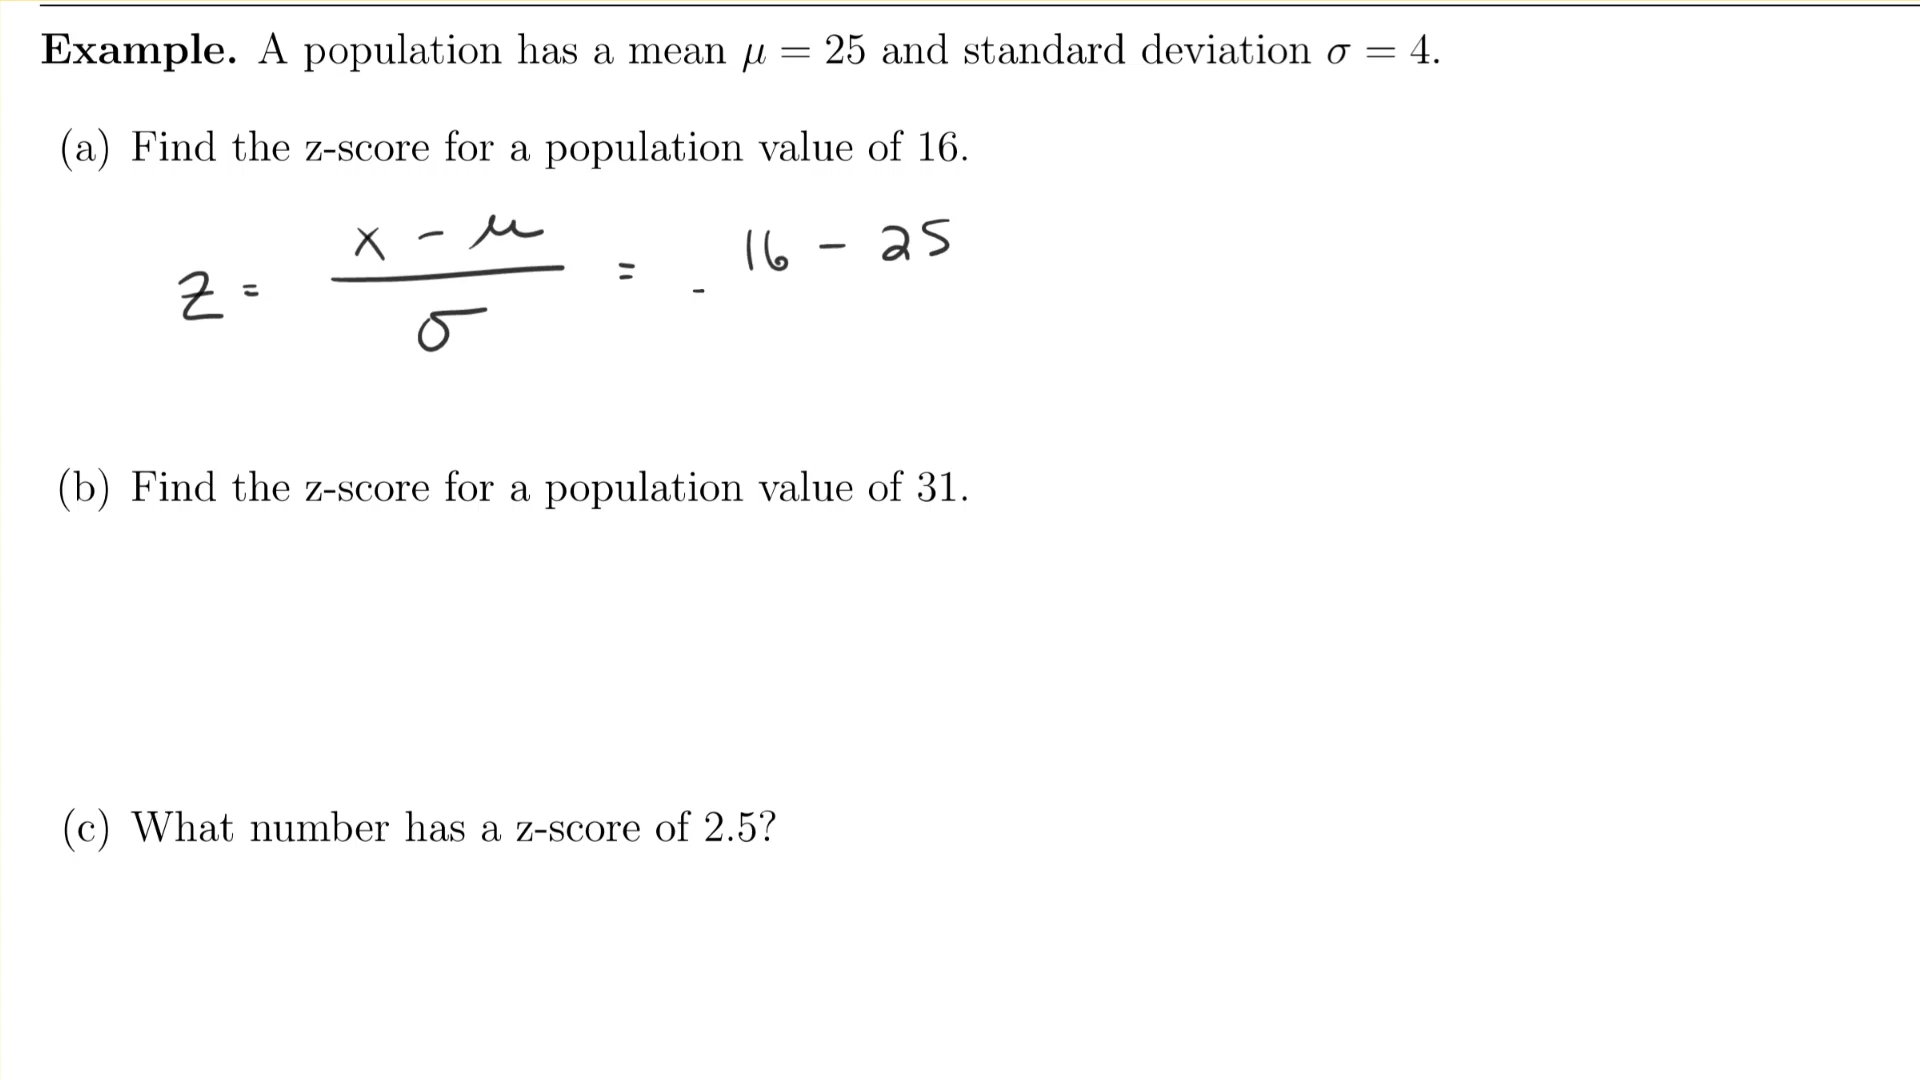 Example. A population has a mean μ = 25 and standard deviation σ = 4.
(a) Find the z-score for a population value of 16.
z = (x - μ) / σ = 16 - 25
(b) Find the z-score for a population value of 31.
(c) What number has a z-score of 2.5?